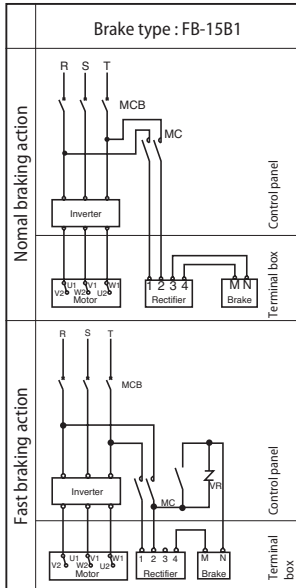 Brake type : FB-15B1
Nomal braking action
R S T
MCB
MC
Inverter
Control panel
1 2 3 4
M N
U1 V1 W1
V2 W2 U2
Motor
Rectifier
Brake
Terminal box
Fast braking action
R S T
MCB
MC
VR
Inverter
Control panel
1 2 3 4
M N
U1 V1 W1
V2 W2 U2
Motor
Rectifier
Brake
Terminal
box